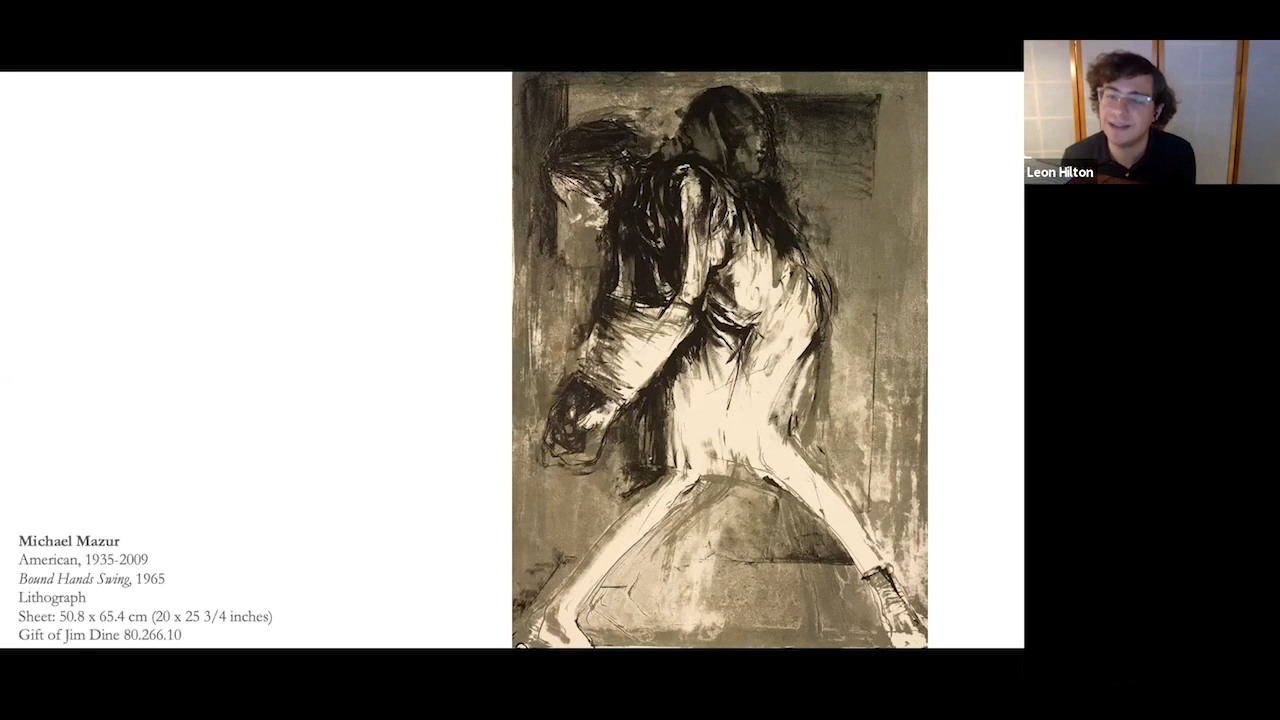 Leon Hilton
Michael Mazur
American, 1935-2009
Bound Hands Swing, 1965
Lithograph
Sheet: 50.8 x 65.4 cm (20 x 25 3/4 inches)
Gift of Jim Dine 80.266.10